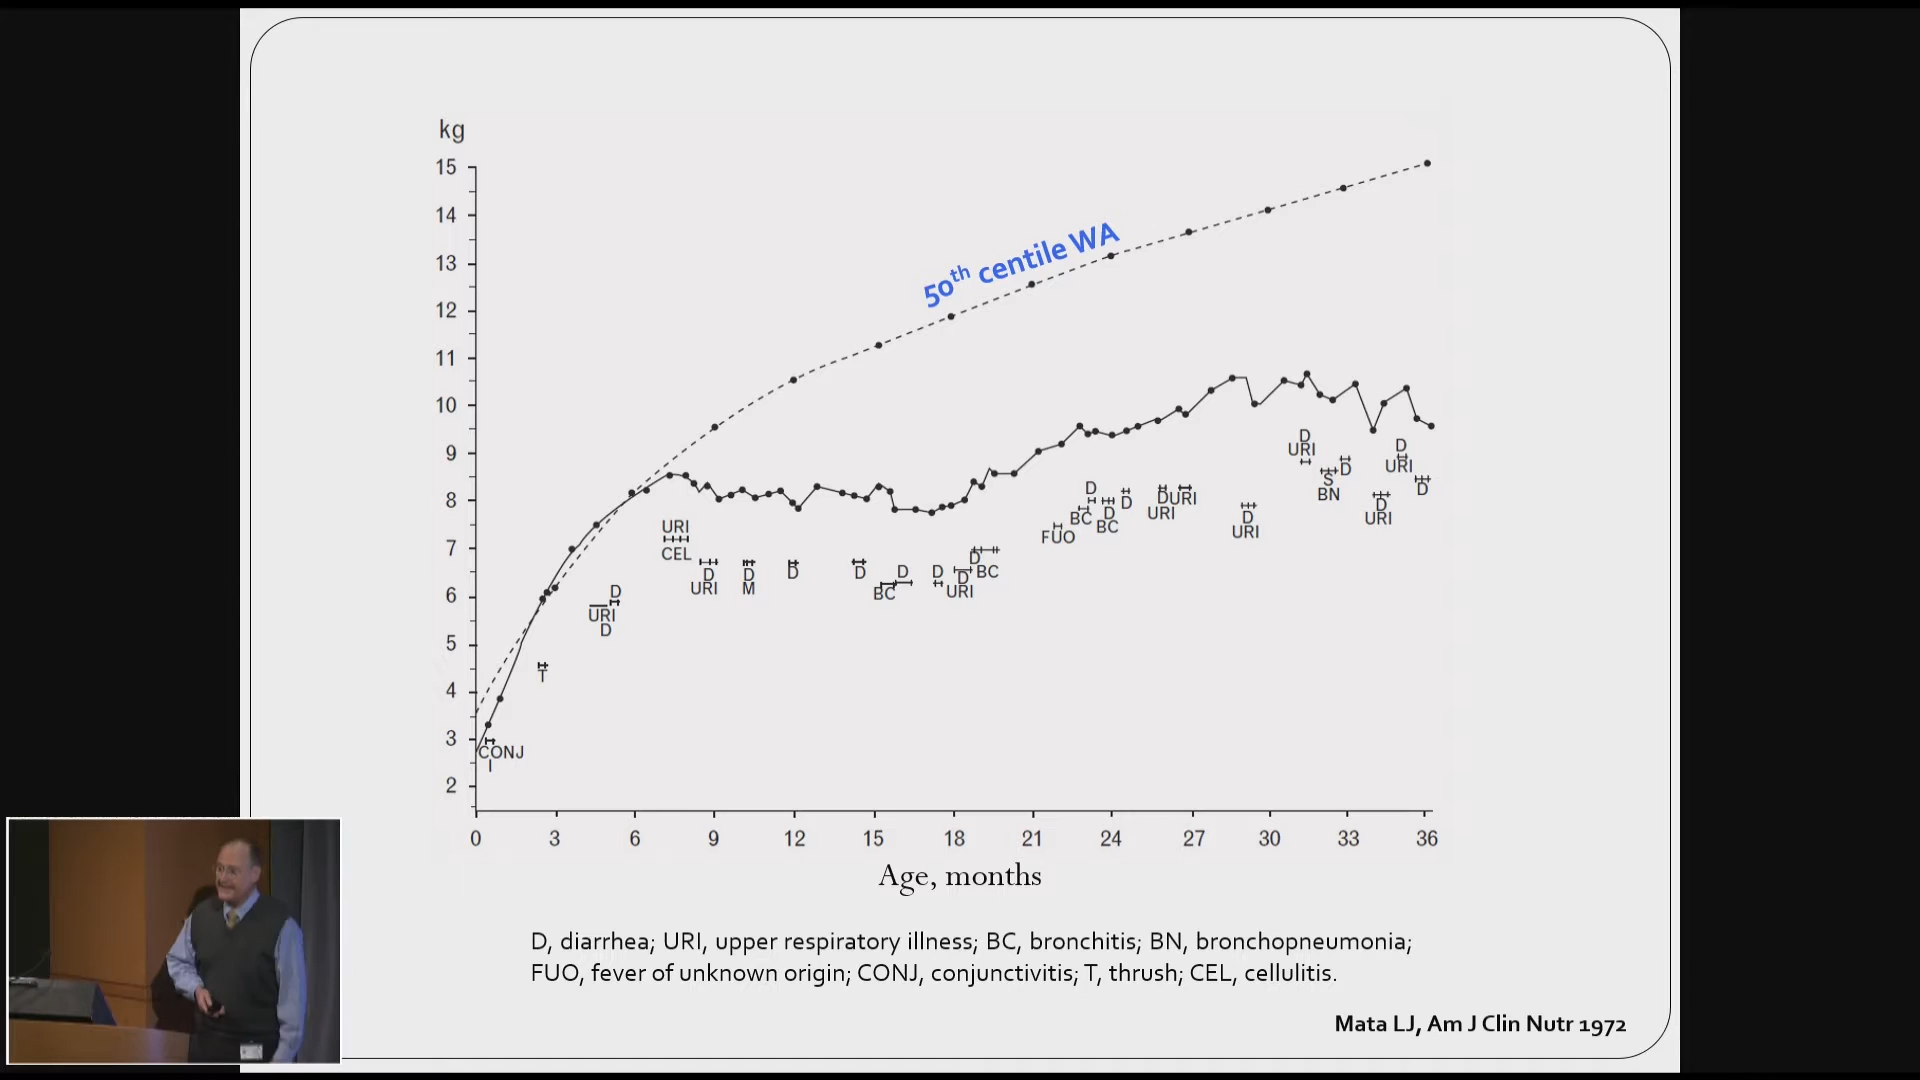 kg
15
14
13
12
11
10
9
8
7
6
5
4
3
2
50th centile WA
CONJ
I
T
URI
D
D
URI
CEL
D
URI
D
M
D
D
BC
D
D
D
URI
D
BC
FUO
BC
D
D
BC
D
D
URI
URI
D
URI
D
URI
S
BN
D
D
URI
D
URI
D
0 3 6 9 12 15 18 21 24 27 30 33 36
Age, months
D, diarrhea; URI, upper respiratory illness; BC, bronchitis; BN, bronchopneumonia;
FUO, fever of unknown origin; CONJ, conjunctivitis; T, thrush; CEL, cellulitis.
Mata LJ, Am J Clin Nutr 1972